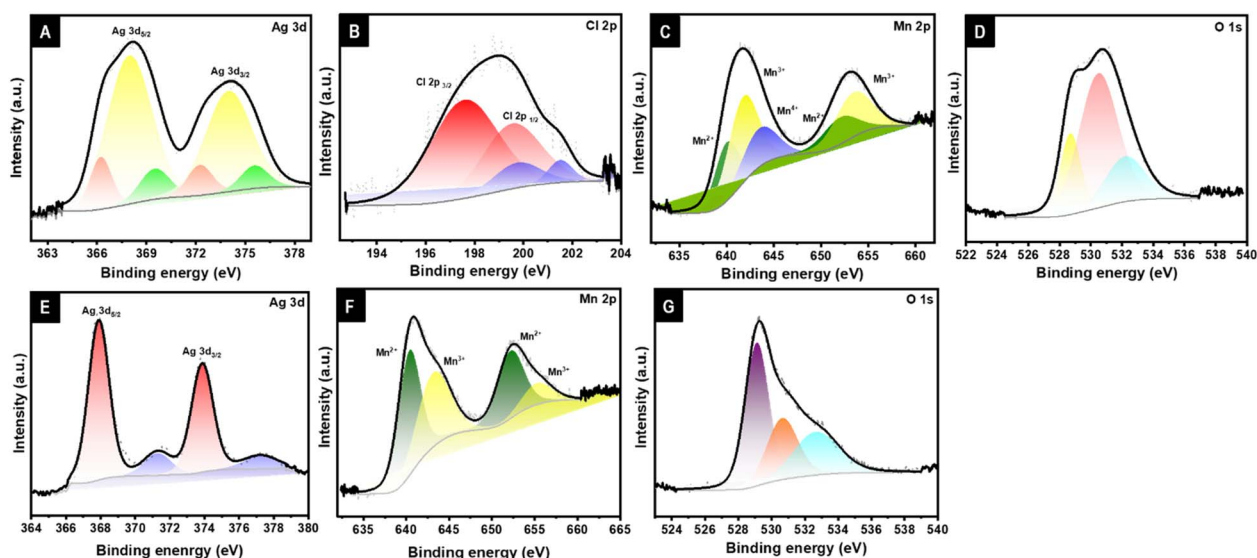 A
Ag 3d
Ag 3d5/2
Ag 3d3/2
Intensity (a.u.)
362 364 367 369 371 373 376 378
Binding energy (eV)
B
Cl 2p
Cl 2p 3/2
Cl 2p 1/2
Intensity (a.u.)
194 196 198 200 202 204
Binding energy (eV)
C
Mn 2p
Mn2+
Mn3+
Mn4+
Mn2+
Mn3+
Intensity (a.u.)
635 640 645 650 655 660
Binding energy (eV)
D
O 1s
Intensity (a.u.)
522 524 526 528 530 532 534 536 538 540
Binding energy (eV)
E
Ag 3d
Ag 3d5/2
Ag 3d3/2
Intensity (a.u.)
364 366 368 370 372 374 376 378 380
Binding enenrgy (eV)
F
Mn 2p
Mn2+
Mn3+
Mn2+
Mn3+
Intensity (a.u.)
635 640 645 650 655 660 665
Binding energy (eV)
G
O 1s
Intensity (a.u.)
524 526 528 530 532 534 536 538 540
Binding energy (eV)